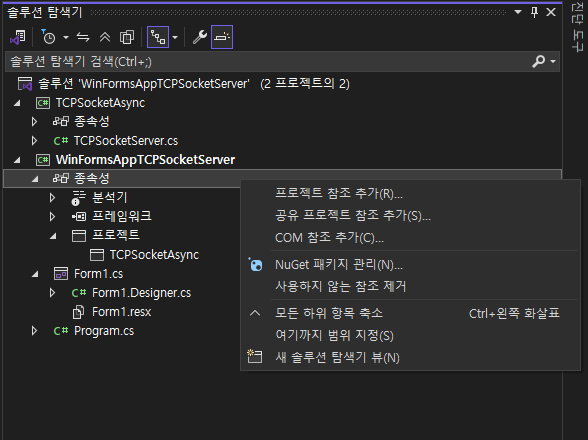 솔루션 탐색기
솔루션 탐색기 검색(Ctrl+;)
솔루션 'WinFormsAppTCPSocketServer' (2 프로젝트의 2)
TCPSocketAsync
종속성
C# TCPSocketServer.cs
WinFormsAppTCPSocketServer
종속성
분석기
프레임워크
프로젝트
TCPSocketAsync
Form1.cs
C# Form1.Designer.cs
Form1.resx
C# Program.cs
프로젝트 참조 추가(R)...
공유 프로젝트 참조 추가(S)...
COM 참조 추가(C)...
NuGet 패키지 관리(N)...
사용하지 않는 참조 제거
모든 하위 항목 축소 Ctrl+왼쪽 화살표
여기까지 범위 지정(S)
새 솔루션 탐색기 뷰(N)
진단 도구